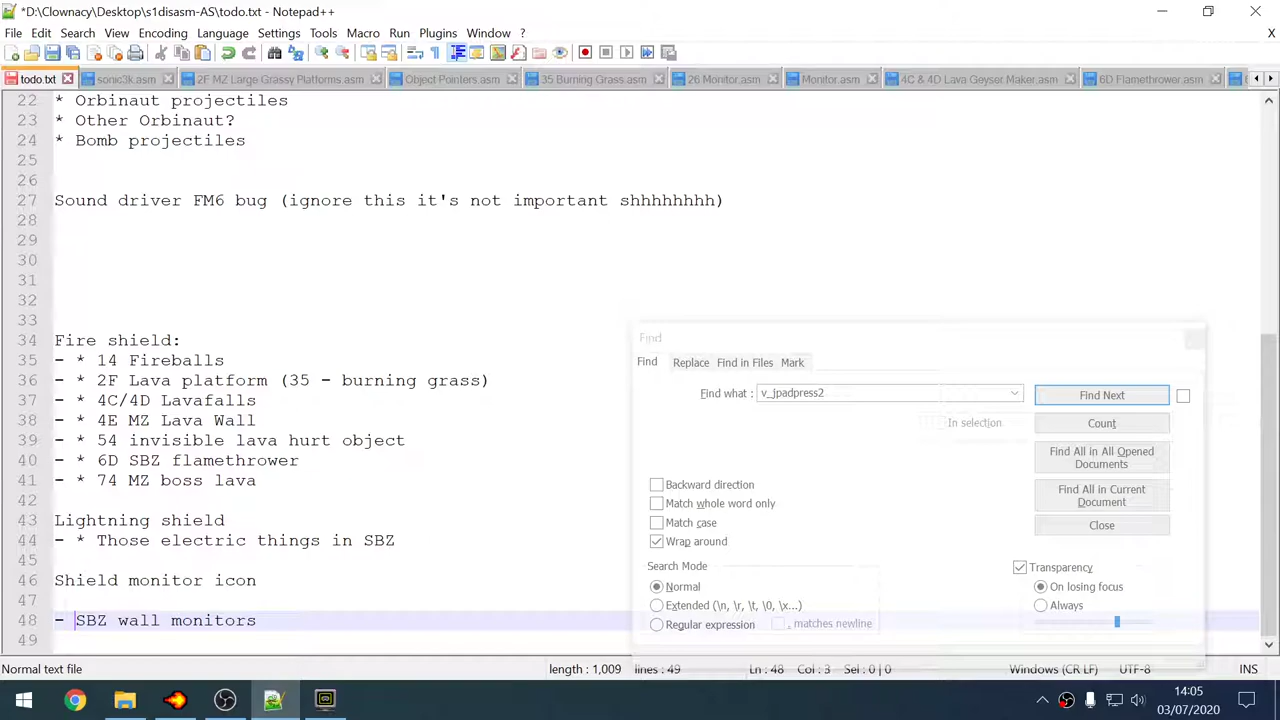 *D:\Clownacy\Desktop\s1disasm-AS\todo.txt - Notepad++
File Edit Search View Encoding Language Settings Tools Macro Run Plugins Window ? X
todo.txt sonic3k.asm 2F MZ Large Grassy Platforms.asm Object Pointers.asm 35 Burning Grass.asm 26 Monitor.asm Monitor.asm 4C & 4D Lava Geyser Maker.asm 6D Flamethrower.asm
22 * Orbinaut projectiles
23 * Other Orbinaut?
24 * Bomb projectiles
25
26
27 Sound driver FM6 bug (ignore this it's not important shhhhhhhh)
28
29
30
31
32
33
34 Fire shield:
35 - * 14 Fireballs
36 - * 2F Lava platform (35 - burning grass)
37 - * 4C/4D Lavafalls
38 - * 4E MZ Lava Wall
39 - * 54 invisible lava hurt object
40 - * 6D SBZ flamethrower
41 - * 74 MZ boss lava
42
43 Lightning shield
44 - * Those electric things in SBZ
45
46 Shield monitor icon
47
48 - SBZ wall monitors
49
Find
Find Replace Find in Files Mark
Find what : v_jpadpress2 Find Next
In selection Count
Find All in All Opened
Documents
Backward direction Find All in Current
Document
Match whole word only
Match case Close
Wrap around
Search Mode Transparency
Normal On losing focus
Extended (\n, \r, \t, \0, \x...) Always
Regular expression . matches newline
Normal text file length : 1,009 lines : 49 Ln : 48 Col : 3 Sel : 0 | 0 Windows (CR LF) UTF-8 INS
14:05
03/07/2020